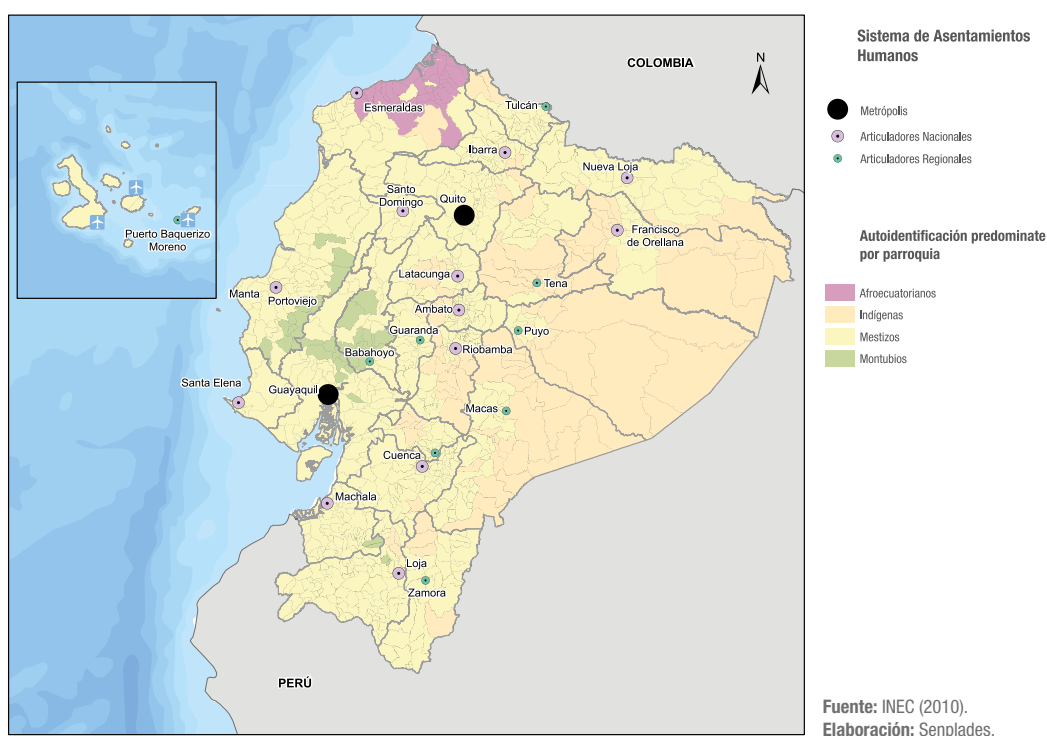 COLOMBIA
N
Esmeraldas
Tulcán
Ibarra
Nueva Loja
Santo
Domingo
Quito
Francisco
de Orellana
Puerto Baquerizo
Moreno
Latacunga
Tena
Manta
Portoviejo
Ambato
Guaranda
Puyo
Babahoyo
Riobamba
Santa Elena
Guayaquil
Macas
Cuenca
Machala
Loja
Zamora
PERÚ
Sistema de Asentamientos
Humanos
Metrópolis
Articuladores Nacionales
Articuladores Regionales
Autoidentificación predominate
por parroquia
Afroecuatorianos
Indígenas
Mestizos
Montubios
Fuente: INEC (2010).
Elaboración: Senplades.